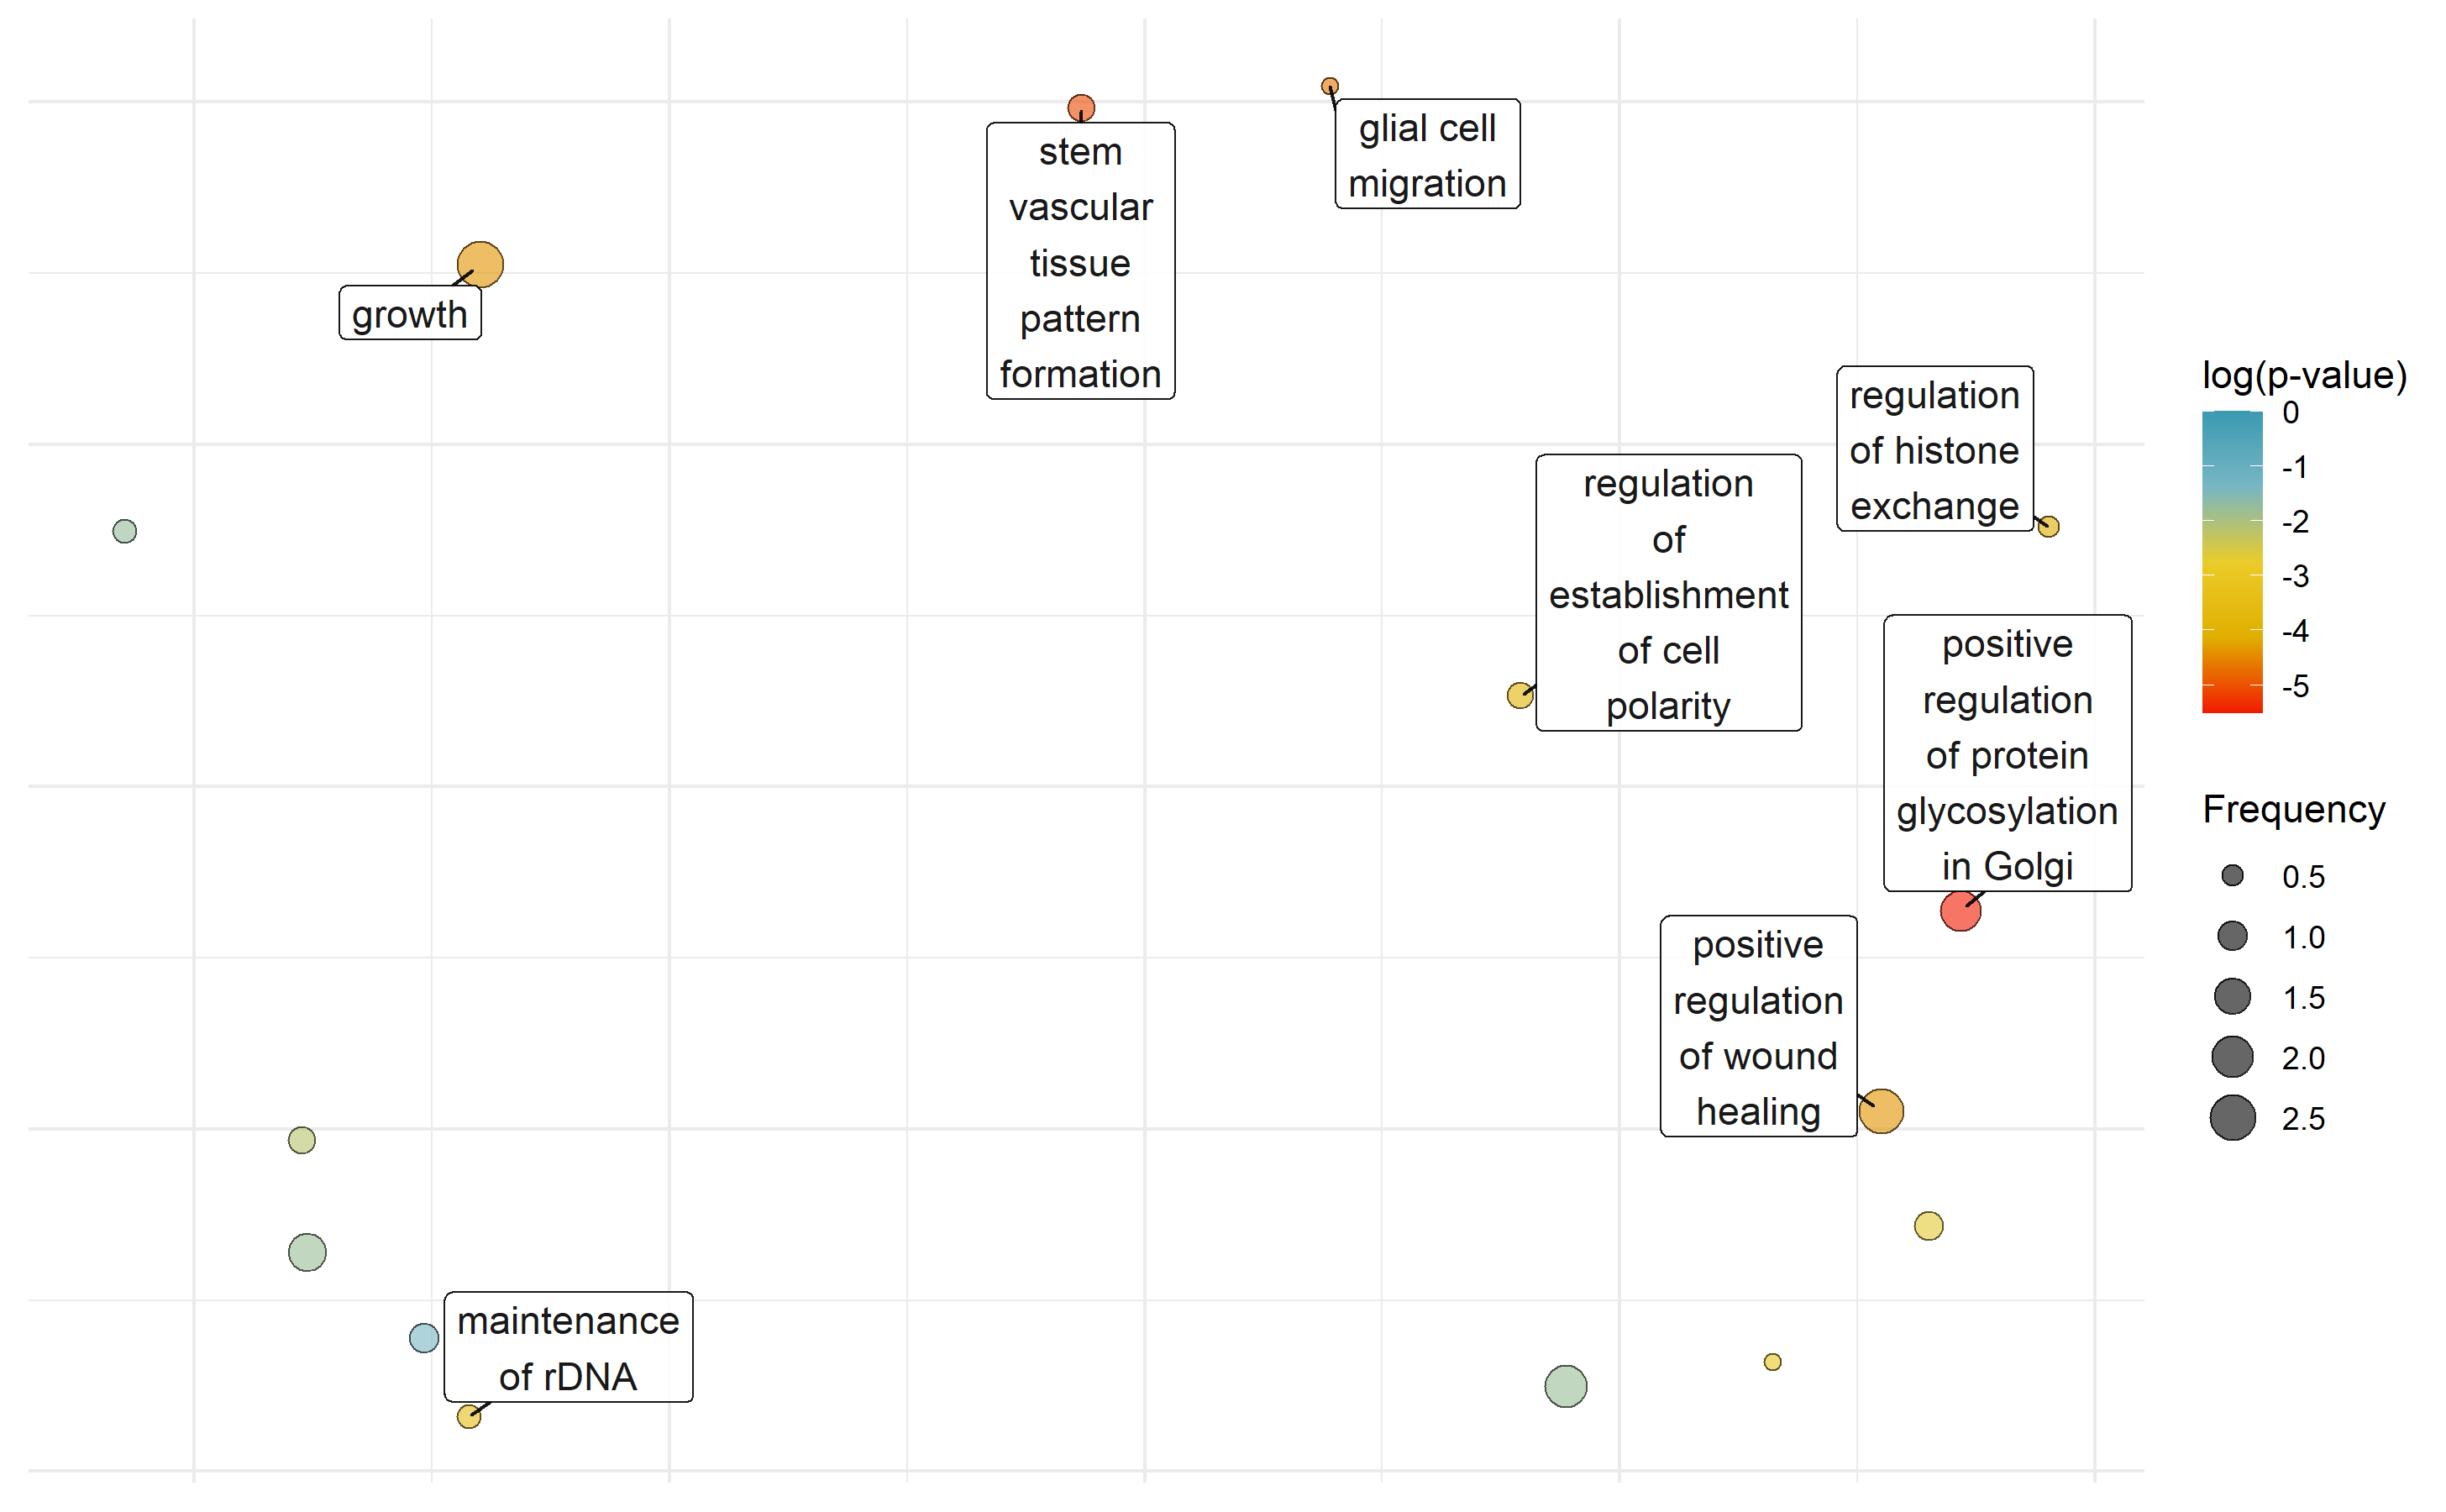 glial cell
migration
stem
vascular
tissue
pattern
formation
growth
regulation
of histone
exchange
regulation
of
establishment
of cell
polarity
positive
regulation
of protein
glycosylation
in Golgi
positive
regulation
of wound
healing
maintenance
of rDNA
log(p-value)
0
-1
-2
-3
-4
-5
Frequency
0.5
1.0
1.5
2.0
2.5